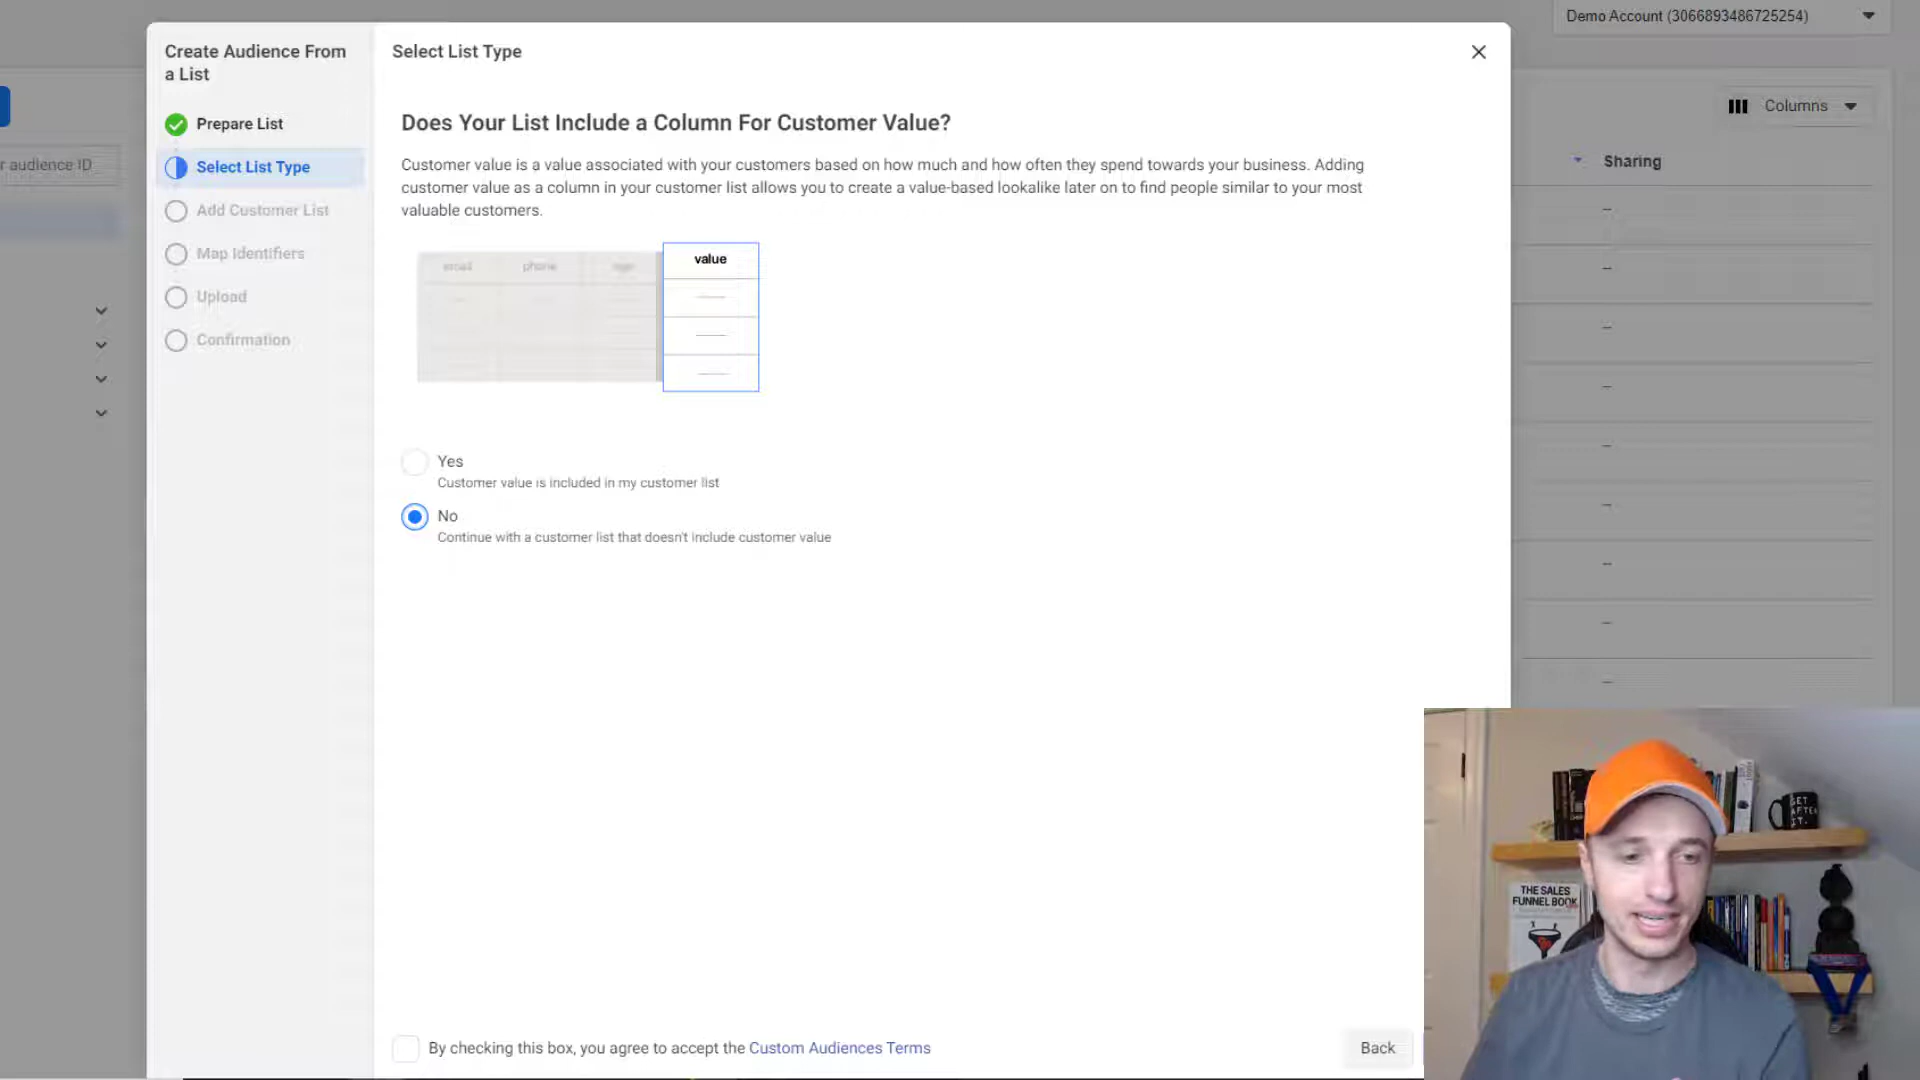 Demo Account (3066893486725254)
Create Audience From
a List
Select List Type
Prepare List
Select List Type
Add Customer List
Map Identifiers
Upload
Confirmation
Does Your List Include a Column For Customer Value?
Customer value is a value associated with your customers based on how much and how often they spend towards your business. Adding
customer value as a column in your customer list allows you to create a value-based lookalike later on to find people similar to your most
valuable customers.
email phone age value
Yes
Customer value is included in my customer list
No
Continue with a customer list that doesn't include customer value
By checking this box, you agree to accept the Custom Audiences Terms
Back
r audience ID
Columns
Sharing
GET
AFTER
IT.
THE SALES
FUNNEL BOOK